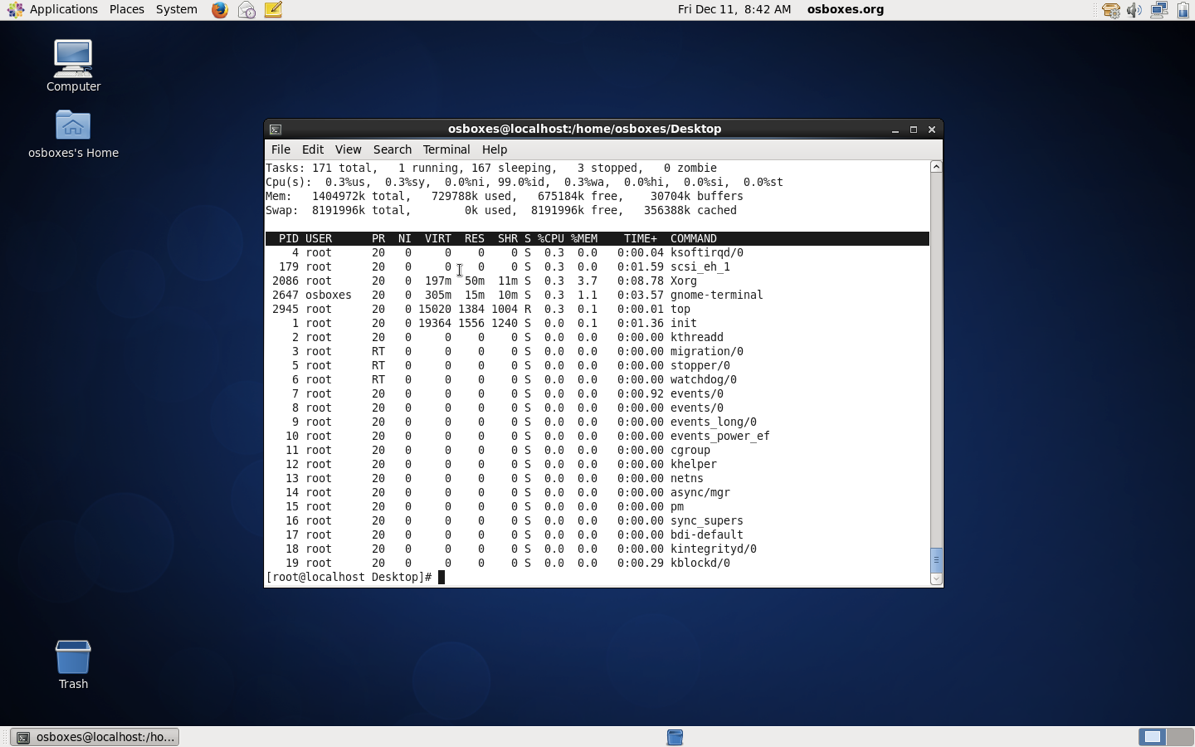 Applications Places System Fri Dec 11, 8:42 AM osboxes.org
Computer
osboxes's Home
osboxes@localhost:/home/osboxes/Desktop
File Edit View Search Terminal Help
Tasks: 171 total,   1 running, 167 sleeping,   3 stopped,   0 zombie
Cpu(s):  0.3%us,  0.3%sy,  0.0%ni, 99.0%id,  0.3%wa,  0.0%hi,  0.0%si,  0.0%st
Mem:   1404972k total,   729788k used,   675184k free,    30704k buffers
Swap:  8191996k total,        0k used,  8191996k free,   356388k cached
PID USER      PR  NI  VIRT  RES  SHR S %CPU %MEM    TIME+  COMMAND
4 root      20   0     0    0    0 S  0.3  0.0   0:00.04 ksoftirqd/0
179 root      20   0     0    0    0 S  0.3  0.0   0:01.59 scsi_eh_1
2086 root      20   0  197m  50m  11m S  0.3  3.7   0:08.78 Xorg
2647 osboxes   20   0  305m  15m  10m S  0.3  1.1   0:03.57 gnome-terminal
2945 root      20   0 15020 1384 1004 R  0.3  0.1   0:00.01 top
1 root      20   0 19364 1556 1240 S  0.0  0.1   0:01.36 init
2 root      20   0     0    0    0 S  0.0  0.0   0:00.00 kthreadd
3 root      RT   0     0    0    0 S  0.0  0.0   0:00.00 migration/0
5 root      RT   0     0    0    0 S  0.0  0.0   0:00.00 stopper/0
6 root      RT   0     0    0    0 S  0.0  0.0   0:00.00 watchdog/0
7 root      20   0     0    0    0 S  0.0  0.0   0:00.92 events/0
8 root      20   0     0    0    0 S  0.0  0.0   0:00.00 events/0
9 root      20   0     0    0    0 S  0.0  0.0   0:00.00 events_long/0
10 root      20   0     0    0    0 S  0.0  0.0   0:00.00 events_power_ef
11 root      20   0     0    0    0 S  0.0  0.0   0:00.00 cgroup
12 root      20   0     0    0    0 S  0.0  0.0   0:00.00 khelper
13 root      20   0     0    0    0 S  0.0  0.0   0:00.00 netns
14 root      20   0     0    0    0 S  0.0  0.0   0:00.00 async/mgr
15 root      20   0     0    0    0 S  0.0  0.0   0:00.00 pm
16 root      20   0     0    0    0 S  0.0  0.0   0:00.00 sync_supers
17 root      20   0     0    0    0 S  0.0  0.0   0:00.00 bdi-default
18 root      20   0     0    0    0 S  0.0  0.0   0:00.00 kintegrityd/0
19 root      20   0     0    0    0 S  0.0  0.0   0:00.29 kblockd/0
[root@localhost Desktop]#
Trash
osboxes@localhost:/ho...